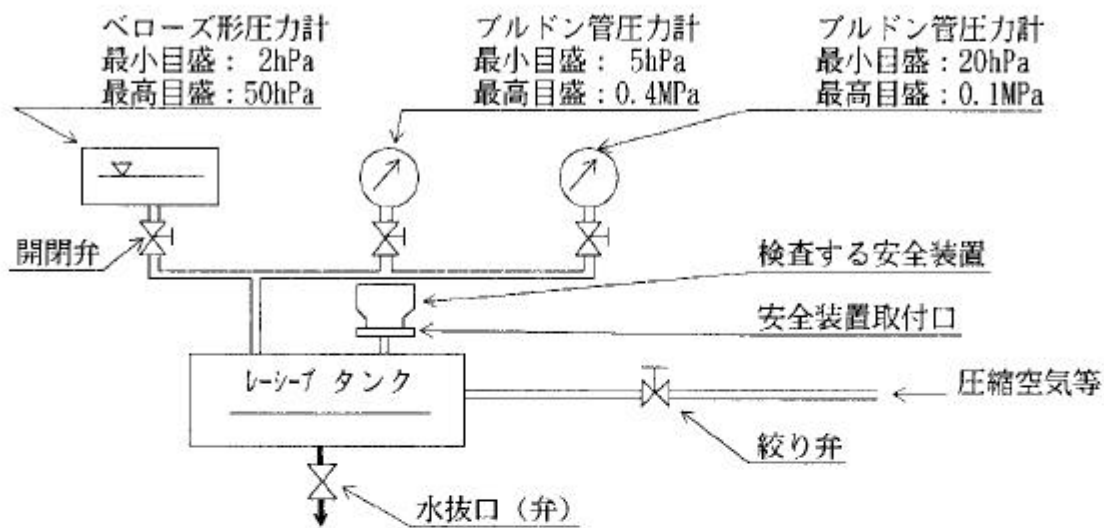 ベローズ形圧力計
最小目盛： 2hPa
最高目盛：50hPa
ブルドン管圧力計
最小目盛： 5hPa
最高目盛：0.4MPa
ブルドン管圧力計
最小目盛：20hPa
最高目盛：0.1MPa
開閉弁
検査する安全装置
安全装置取付口
レーシーブ タンク
圧縮空気等
絞り弁
水抜口（弁）